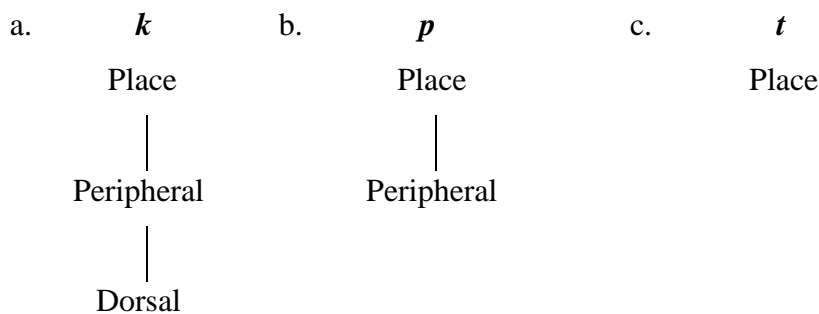 a. k b. p c. t
Place Place Place
Peripheral Peripheral
Dorsal